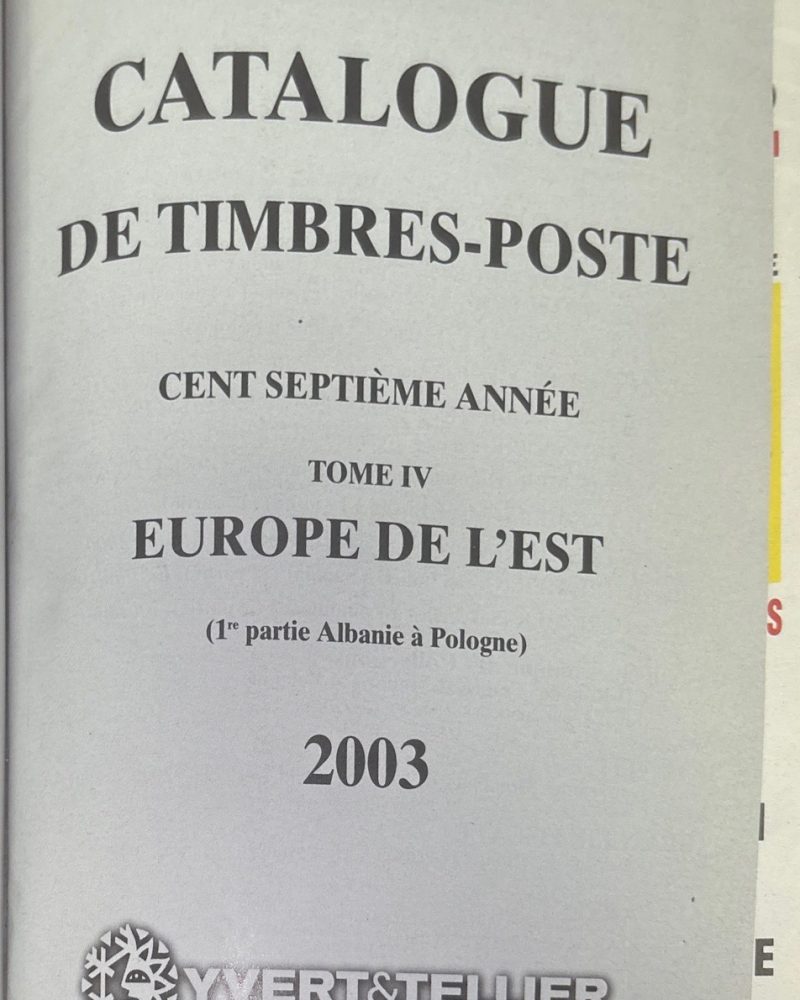 CATALOGUE
DE TIMBRES-POSTE
CENT SEPTIÈME ANNÉE
TOME IV
EUROPE DE L'EST
(1re partie Albanie à Pologne)
2003
YVERT&TELLIER